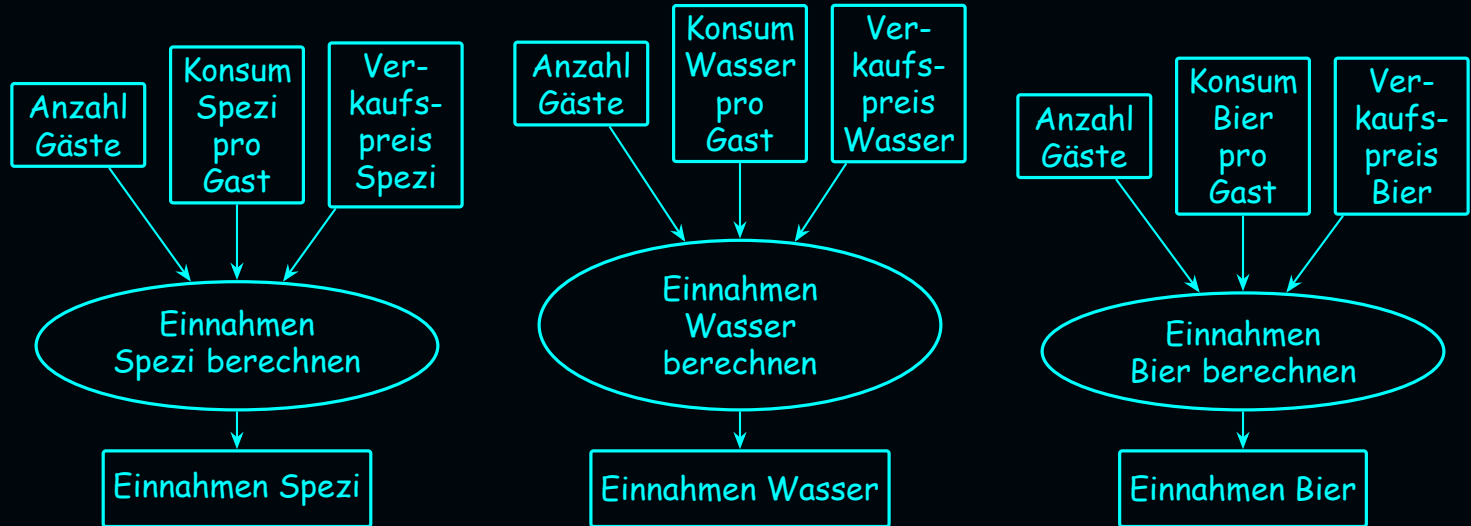 Anzahl
Gäste
Konsum
Spezi
pro
Gast
Ver-
kaufs-
preis
Spezi
Einnahmen
Spezi berechnen
Einnahmen Spezi
Anzahl
Gäste
Konsum
Wasser
pro
Gast
Ver-
kaufs-
preis
Wasser
Einnahmen
Wasser
berechnen
Einnahmen Wasser
Anzahl
Gäste
Konsum
Bier
pro
Gast
Ver-
kaufs-
preis
Bier
Einnahmen
Bier berechnen
Einnahmen Bier